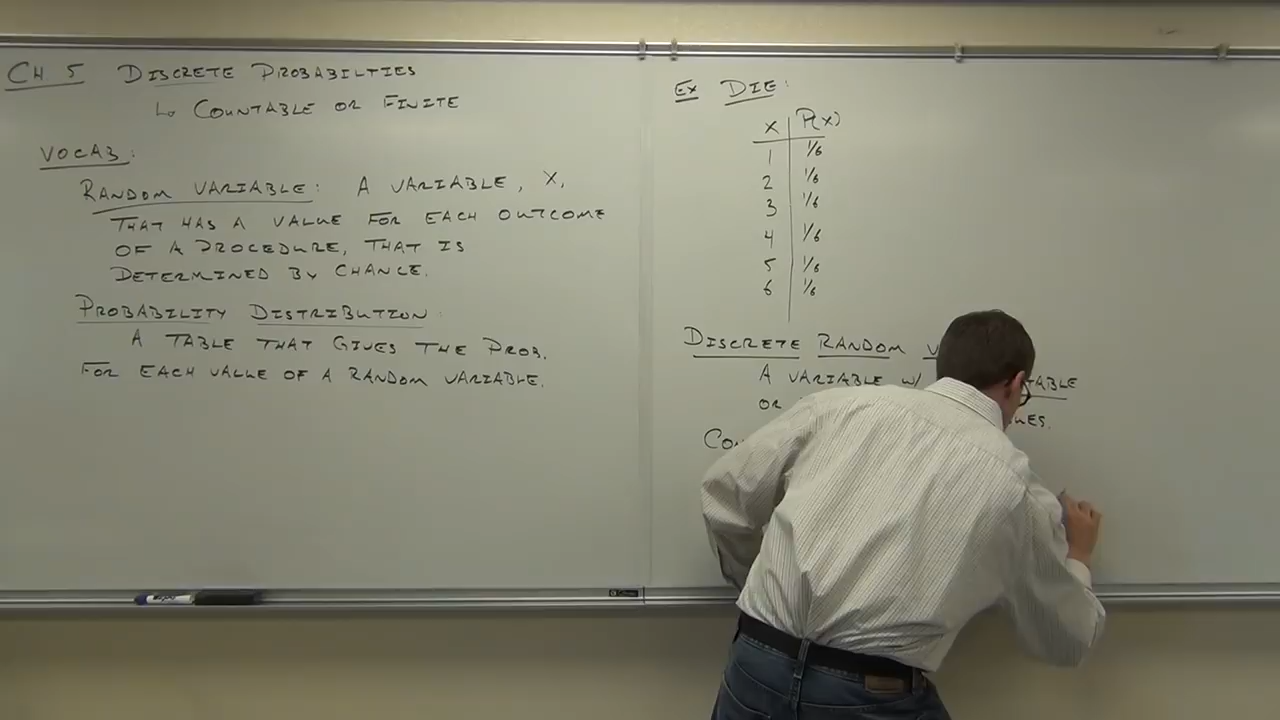 CH 5 DISCRETE PROBABILTIES
↳ COUNTABLE OR FINITE
VOCAB:
RANDOM VARIABLE: A VARIABLE, X,
THAT HAS A VALUE FOR EACH OUTCOME
OF A PROCEDURE, THAT IS
DETERMINED BY CHANCE.
PROBABILITY DISTRIBUTION:
A TABLE THAT GIVES THE PROB.
FOR EACH VALUE OF A RANDOM VARIABLE.
EX DIE:
X P(X)
1 1/6
2 1/6
3 1/6
4 1/6
5 1/6
6 1/6
DISCRETE RANDOM
A VARIABLE W/
OR